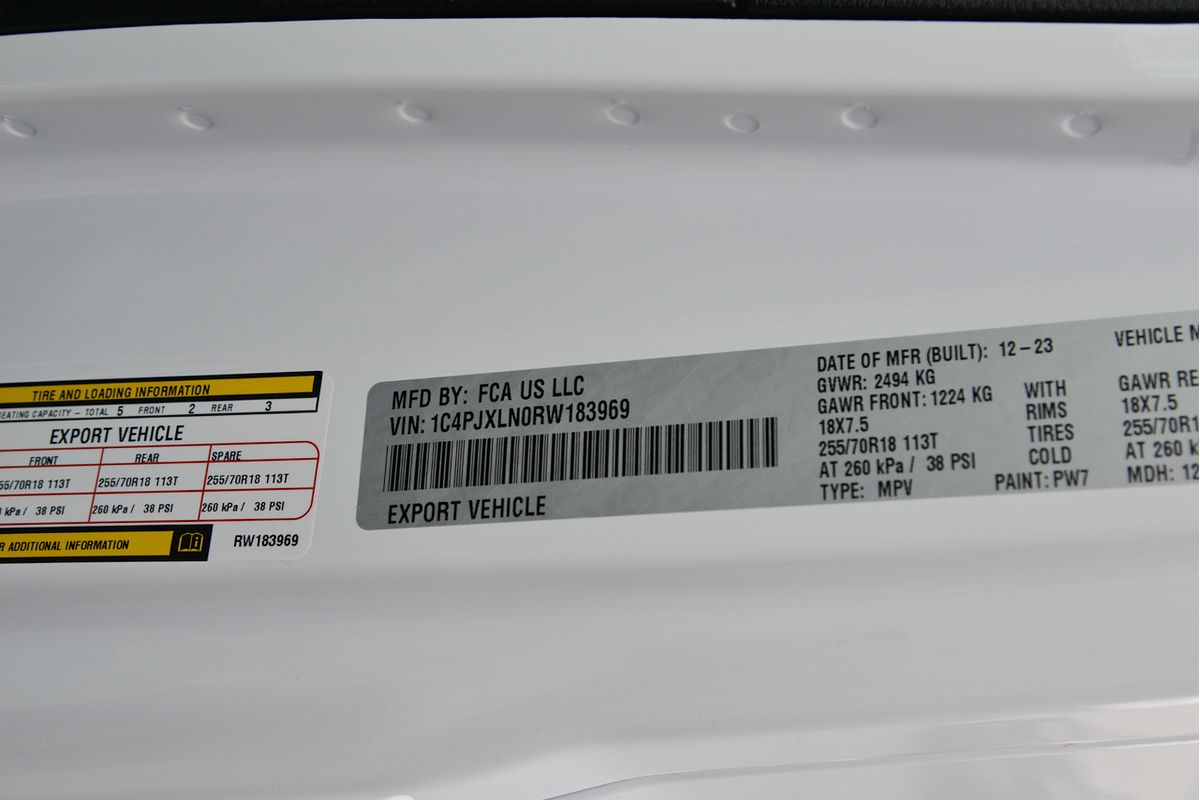 TIRE AND LOADING INFORMATION
SEATING CAPACITY - TOTAL 5 FRONT 2 REAR 3
EXPORT VEHICLE
FRONT REAR SPARE
255/70R18 113T 255/70R18 113T
38 PSI 260 kPa / 38 PSI 260 kPa / 38 PSI
ADDITIONAL INFORMATION
RW183969
MFD BY: FCA US LLC
VIN: 1C4PJXLN0RW183969
EXPORT VEHICLE
DATE OF MFR (BUILT): 12-23
GVWR: 2494 KG
GAWR FRONT: 1224 KG WITH
18X7.5 RIMS
255/70R18 113T TIRES
AT 260 kPa / 38 PSI COLD
TYPE: MPV PAINT: PW7
VEHICLE
GAWR
18X7.5
AT 260
MDH: